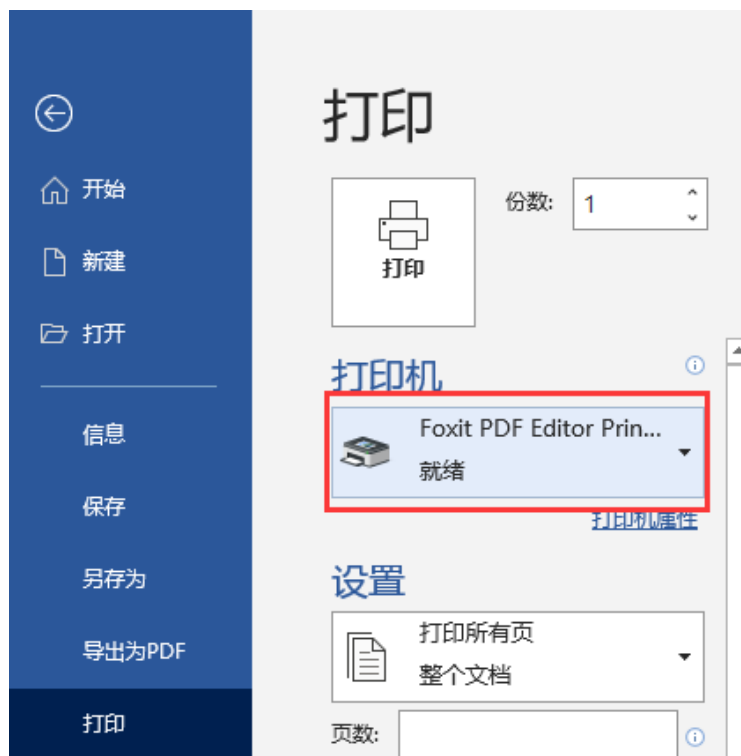 打印
开始
新建
打开
信息
保存
另存为
导出为PDF
打印
打印
份数: 1
打印机
Foxit PDF Editor Prin...
就绪
打印机属性
设置
打印所有页
整个文档
页数: